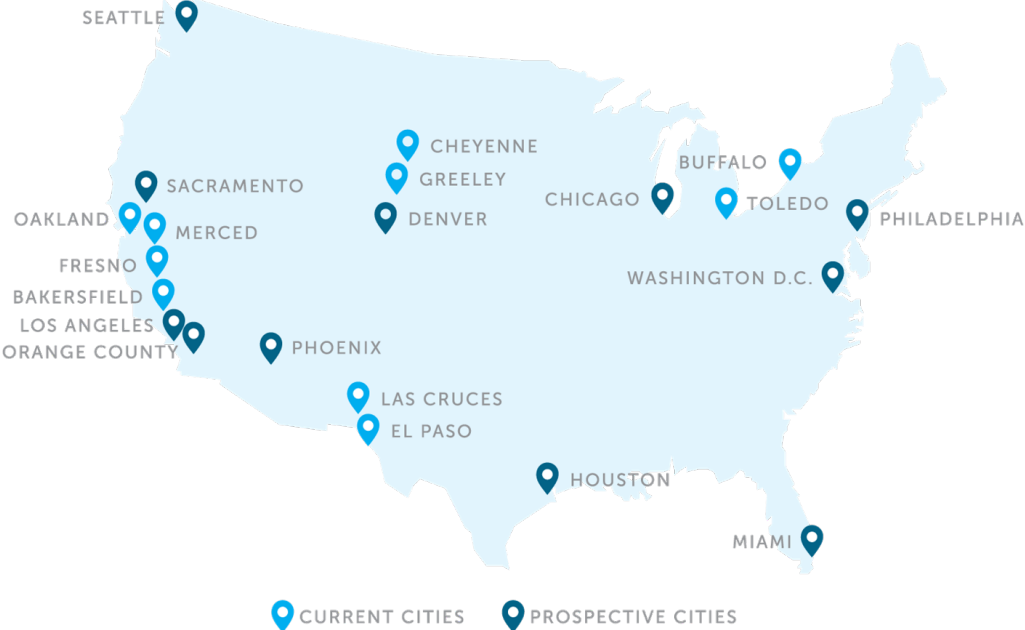 SEATTLE
CHEYENNE
BUFFALO
GREELEY
SACRAMENTO
CHICAGO
TOLEDO
OAKLAND
DENVER
PHILADELPHIA
MERCED
FRESNO
WASHINGTON D.C.
BAKERSFIELD
LOS ANGELES
PHOENIX
ORANGE COUNTY
LAS CRUCES
EL PASO
HOUSTON
MIAMI
CURRENT CITIES
PROSPECTIVE CITIES